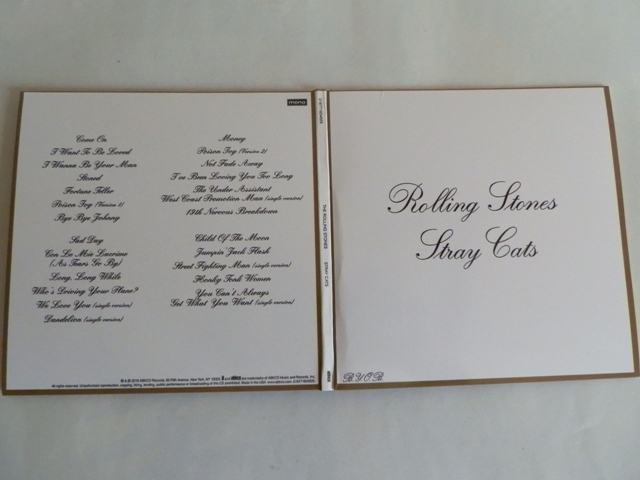 mono
Come On
I Want To Be Loved
I Wanna Be Your Man
Stoned
Fortune Teller
Poison Ivy (Version 1)
Bye Bye Johnny
Money
Poison Ivy (Version 2)
Not Fade Away
I've Been Loving You Too Long
The Under Assistant
West Coast Promotion Man (single version)
19th Nervous Breakdown
Sad Day
Con Le Mie Lacrime
(As Tears Go By)
Long, Long While
Who's Driving Your Plane?
We Love You (single version)
Dandelion (single version)
Child Of The Moon
Jumpin' Jack Flash
Street Fighting Man (single version)
Honky Tonk Women
You Can't Always
Get What You Want (single version)
THE ROLLING STONES STRAY CATS
Rolling Stones
Stray Cats
B.Y.O.B.